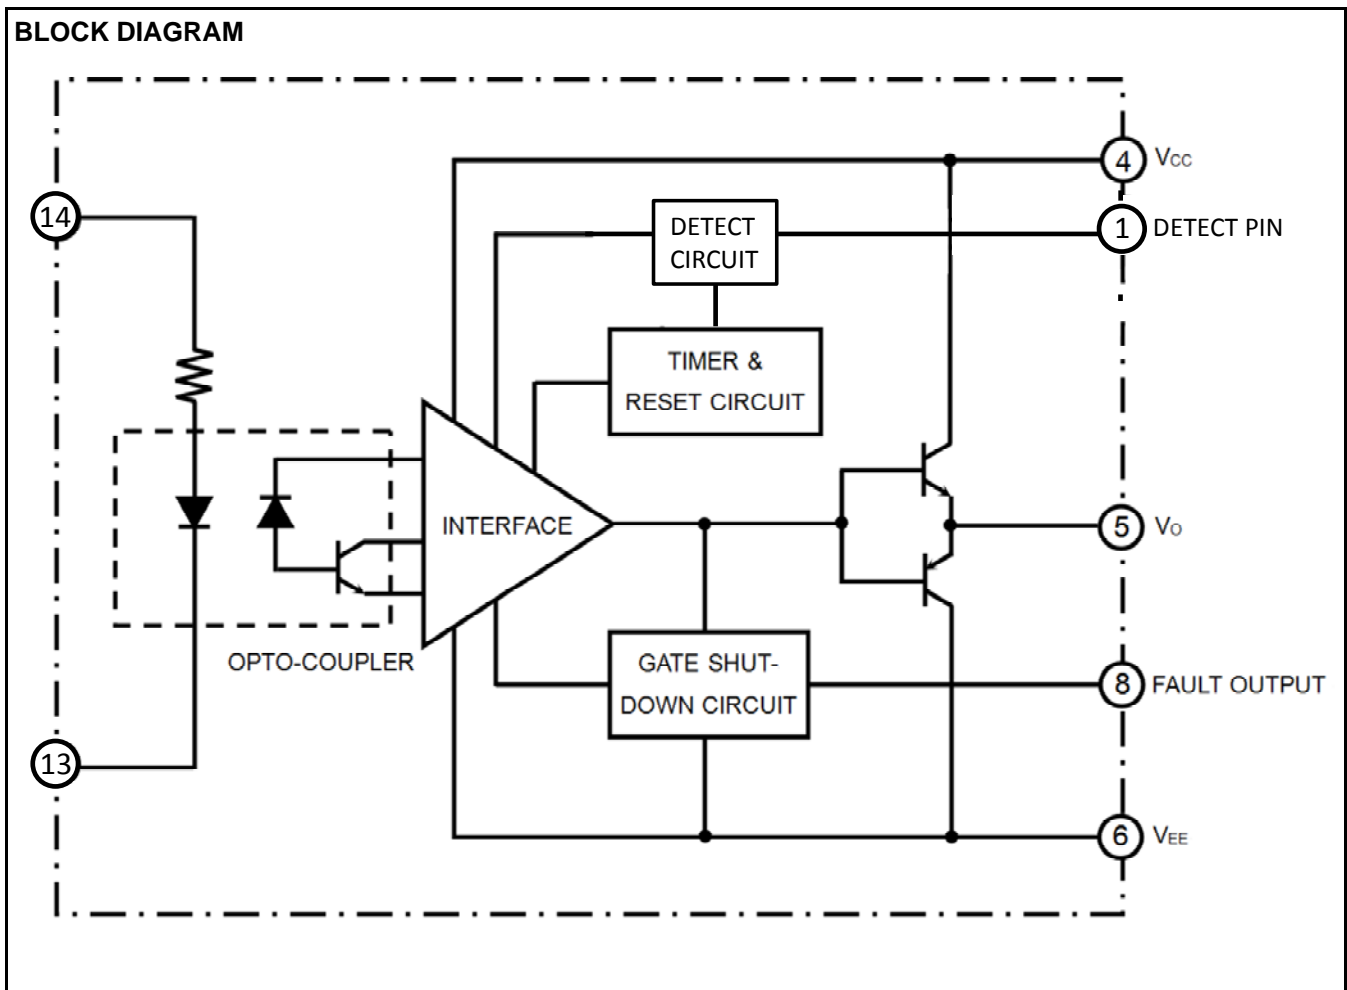 BLOCK DIAGRAM
4 VCC
14
DETECT
CIRCUIT
1 DETECT PIN
TIMER &
RESET CIRCUIT
INTERFACE
5 VO
OPTO-COUPLER
GATE SHUT-
DOWN CIRCUIT
8 FAULT OUTPUT
13
6 VEE